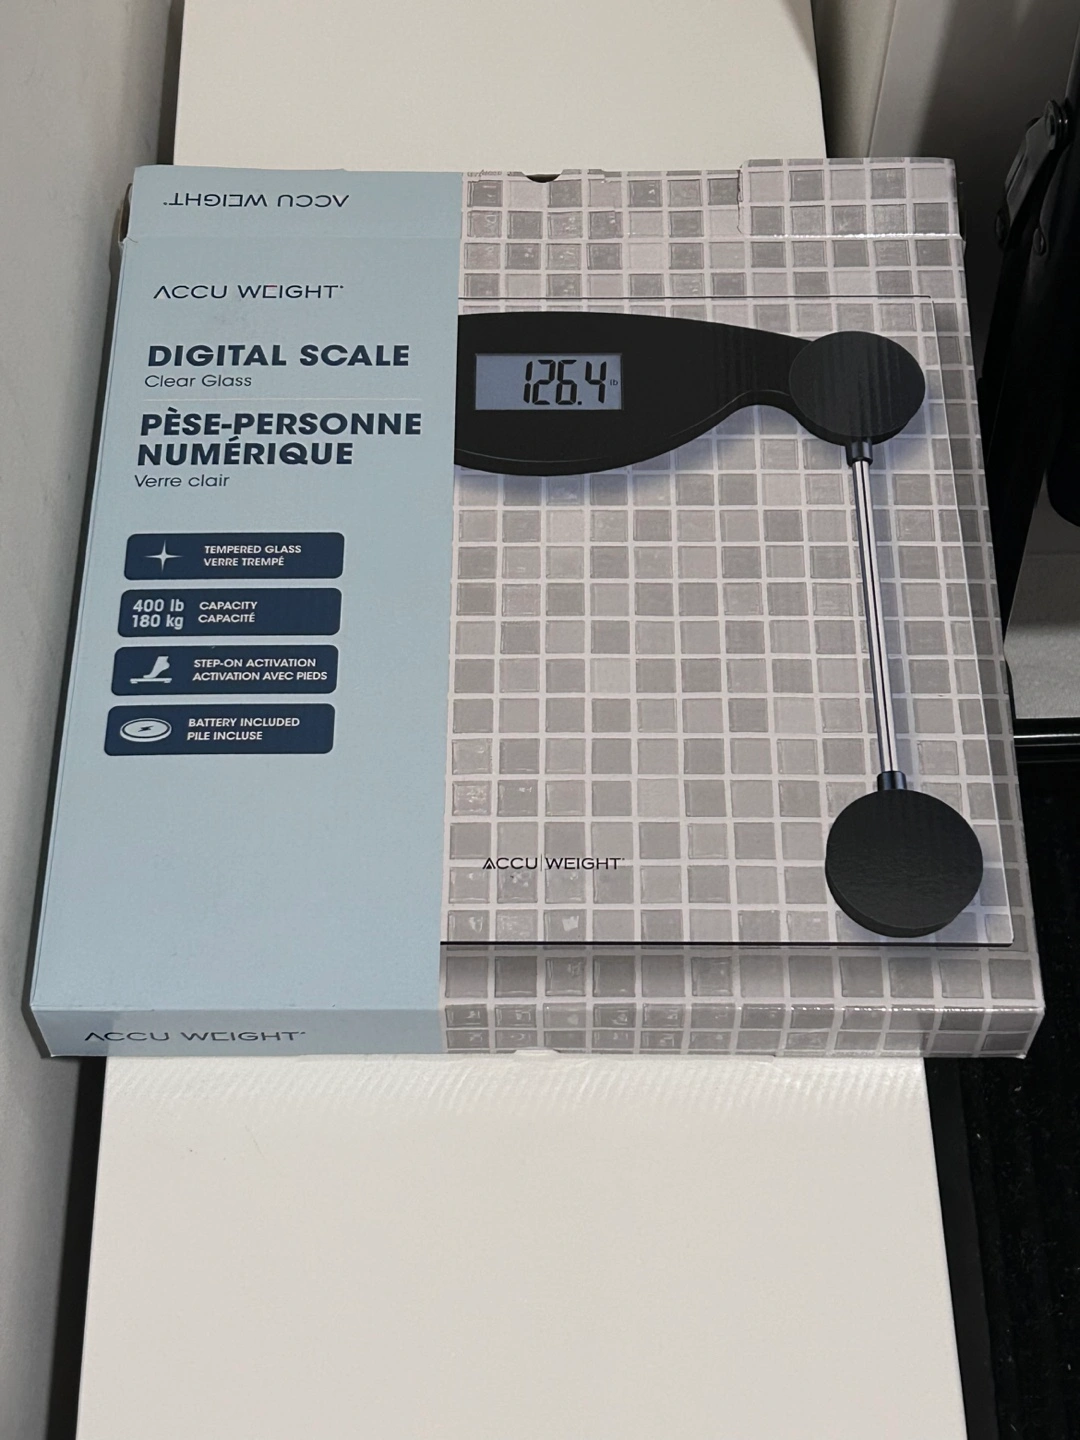 ACCU WEIGHT
ACCU WEIGHT
DIGITAL SCALE
Clear Glass
PÈSE-PERSONNE
NUMÉRIQUE
Verre clair
TEMPERED GLASS
VERRE TREMPÉ
400 lb
180 kg
CAPACITY
CAPACITÉ
STEP-ON ACTIVATION
ACTIVATION AVEC PIEDS
BATTERY INCLUDED
PILE INCLUSE
126.4 lb
ACCU WEIGHT
ACCU WEIGHT